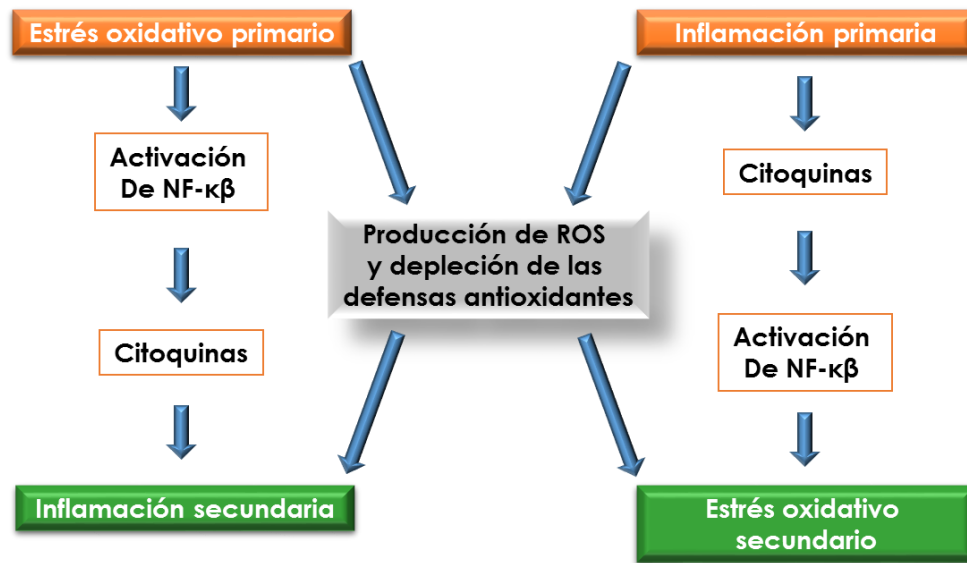 Estrés oxidativo primario
Inflamación primaria
Activación
De NF-κβ
Citoquinas
Producción de ROS
y depleción de las
defensas antioxidantes
Citoquinas
Activación
De NF-κβ
Inflamación secundaria
Estrés oxidativo
secundario